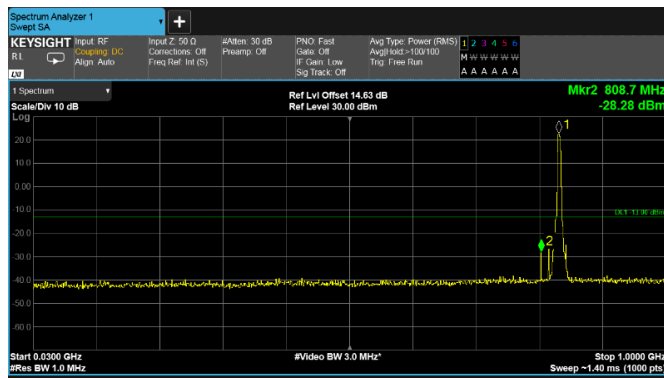 Spectrum Analyzer 1
Swept SA
+
KEYSIGHT Input: RF Input Z: 50 Ω #Atten: 30 dB PNO: Fast Avg Type: Power (RMS) 1 2 3 4 5 6
RL Coupling: DC Corrections: Off Preamp: Off Gate: Off Avg|Hold:>100/100 M W W W W W
Align: Auto Freq Ref: Int (S) IF Gain: Low Trig: Free Run
LXI Sig Track: Off A A A A A A
1 Spectrum Ref Lvl Offset 14.63 dB Mkr2 808.7 MHz
Scale/Div 10 dB Ref Level 30.00 dBm -28.28 dBm
Log
1
20.0
10.0
0.00
-10.0 DL1 -13.00 dBm
-20.0
2
-30.0
-40.0
-50.0
-60.0
Start 0.0300 GHz #Video BW 3.0 MHz* Stop 1.0000 GHz
#Res BW 1.0 MHz Sweep ~1.40 ms (1000 pts)